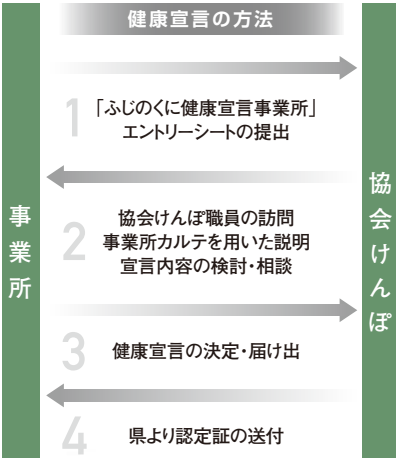 健康宣言の方法
事業所
協会けんぽ
1
「ふじのくに健康宣言事業所」
エントリーシートの提出
2
協会けんぽ職員の訪問
事業所カルテを用いた説明
宣言内容の検討・相談
3
健康宣言の決定・届け出
4
県より認定証の送付